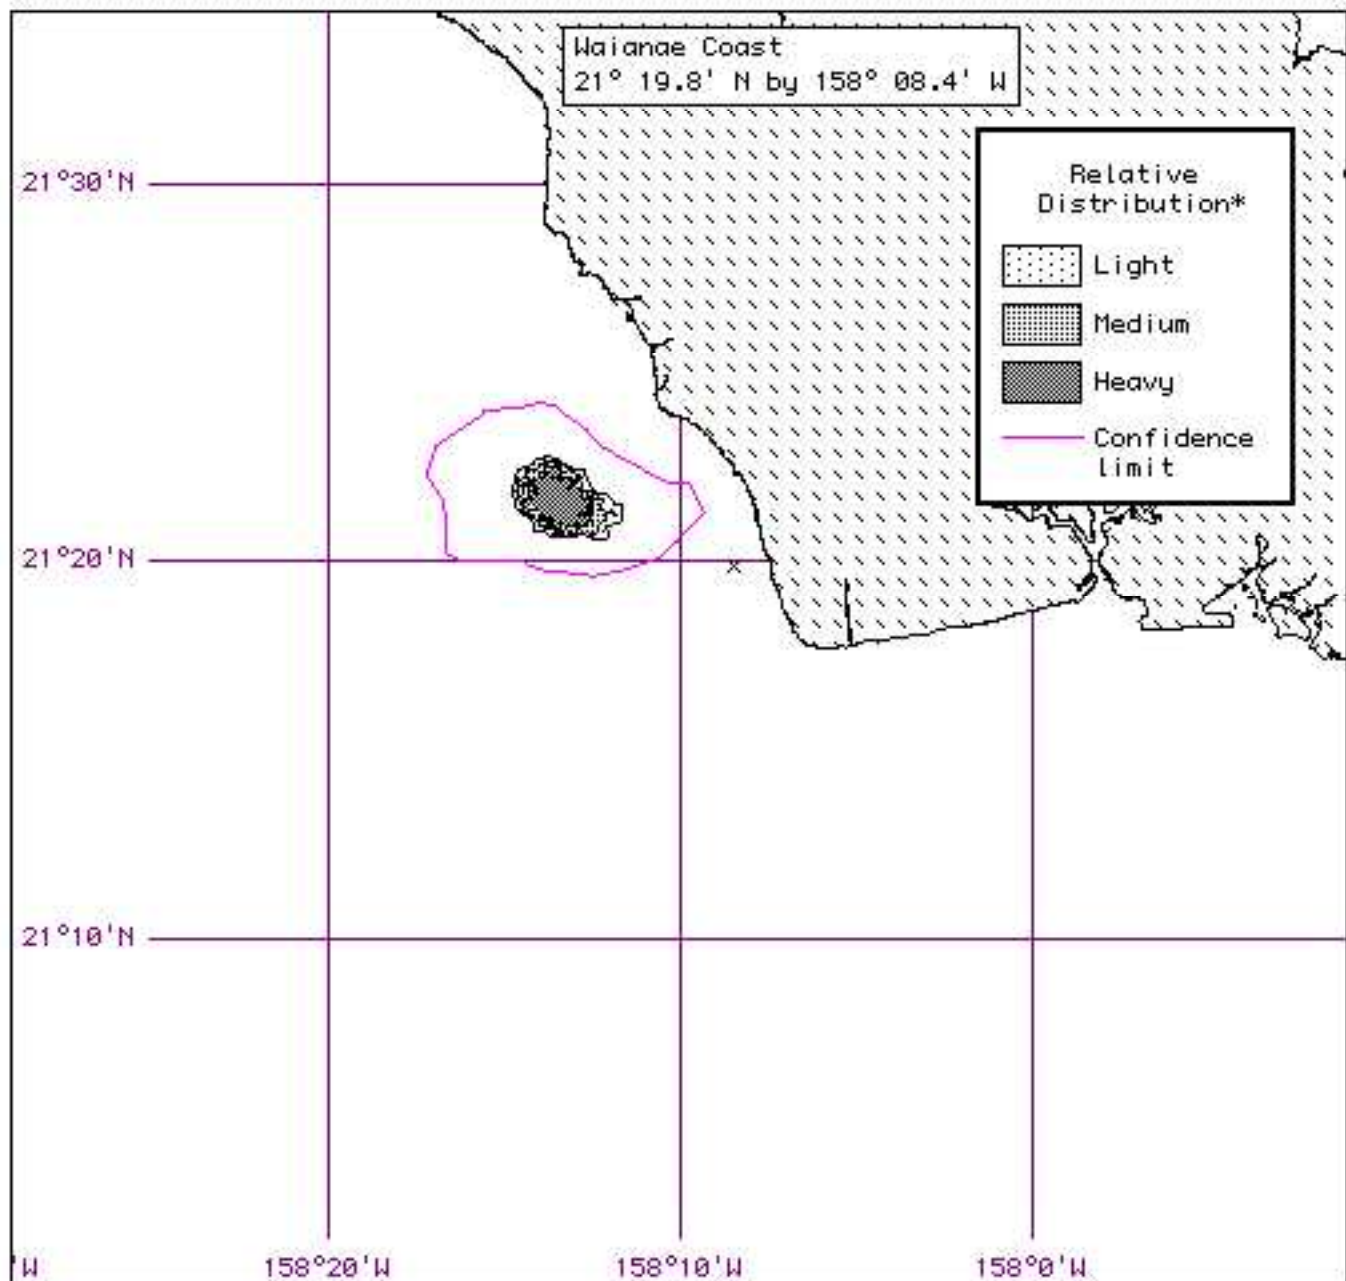 Waianae Coast
21° 19.8' N by 158° 08.4' W
Relative
Distribution*
Light
Medium
Heavy
Confidence
limit
21°30'N
21°20'N
21°10'N
'W
158°20'W
158°10'W
158°0'W